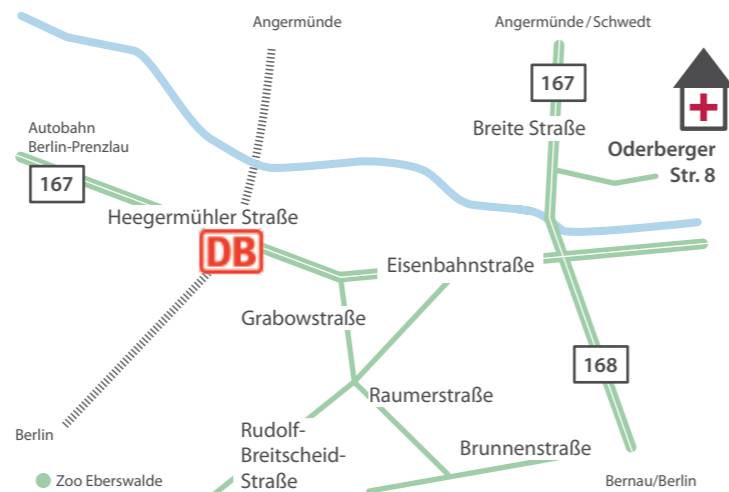 Angermünde
Angermünde/Schwedt
167
Breite Straße
Oderberger
Str. 8
Autobahn
Berlin-Prenzlau
167
Heegermühler Straße
DB
Eisenbahnstraße
Grabowstraße
168
Raumerstraße
Berlin
Rudolf-
Breitscheid-
Straße
Brunnenstraße
Zoo Eberswalde
Bernau/Berlin